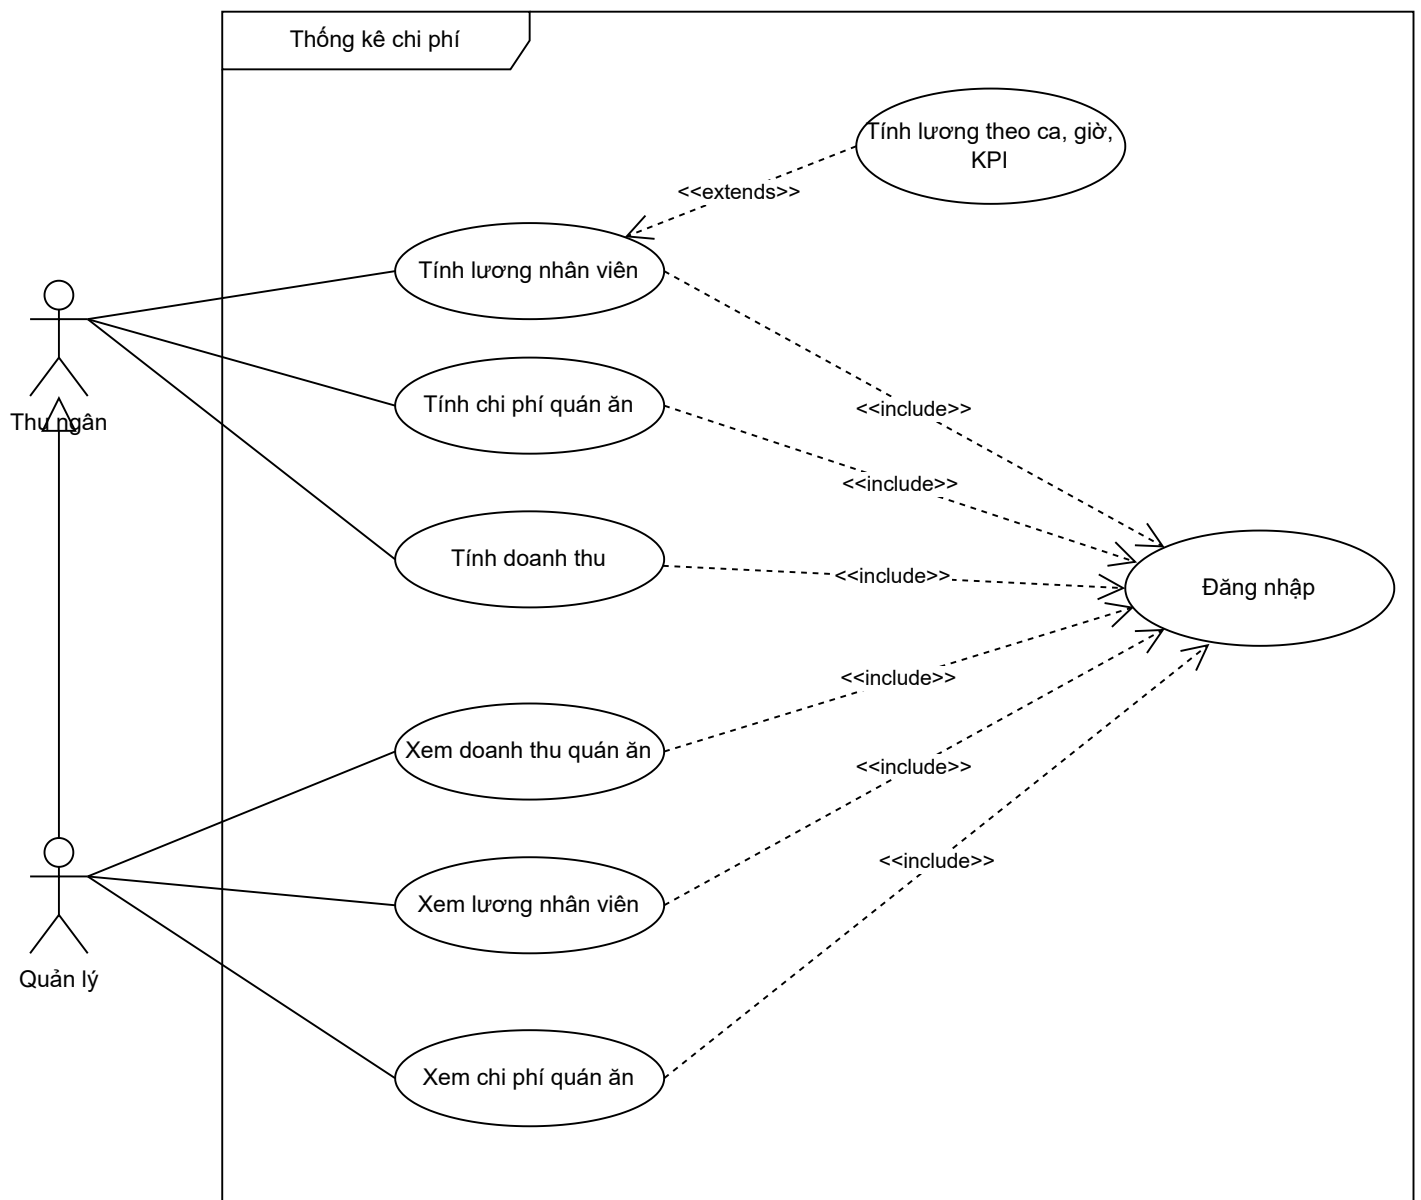 Thống kê chi phí
Tính lương theo ca, giờ,
KPI
<<extends>>
Tính lương nhân viên
Thu ngân
Tính chi phí quán ăn
<<include>>
<<include>>
Tính doanh thu
<<include>>
Đăng nhập
<<include>>
Xem doanh thu quán ăn
<<include>>
<<include>>
Xem lương nhân viên
Quản lý
Xem chi phí quán ăn